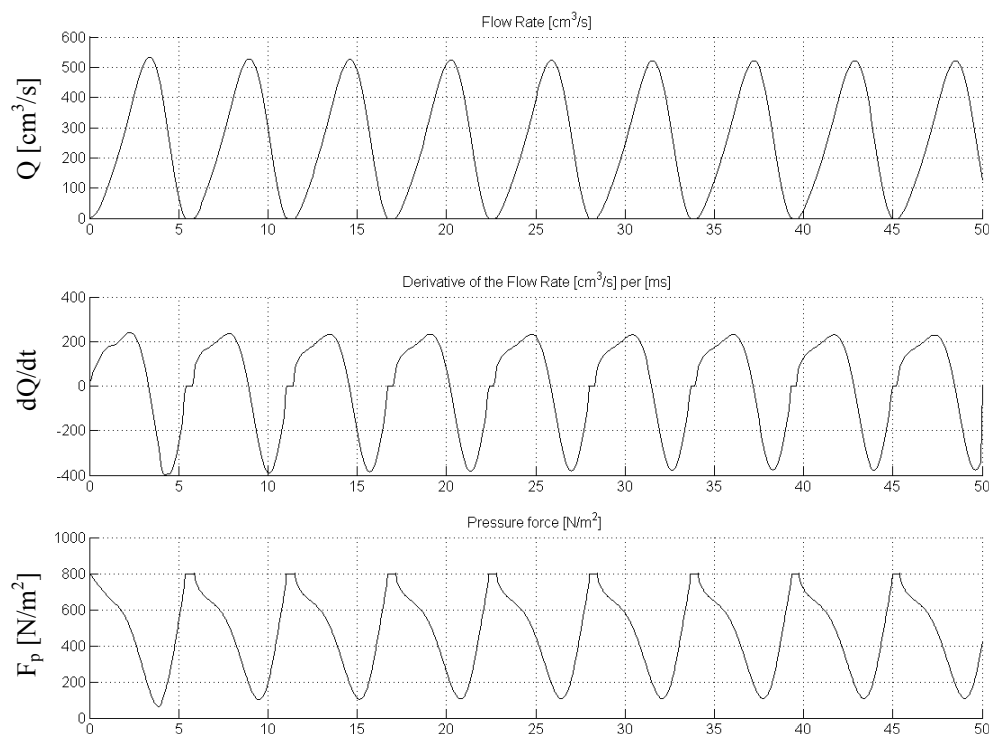 Flow Rate [cm³/s]
Q [cm³/s]
600
500
400
300
200
100
0
0 5 10 15 20 25 30 35 40 45 50
Derivative of the Flow Rate [cm³/s] per [ms]
dQ/dt
400
200
0
-200
-400
0 5 10 15 20 25 30 35 40 45 50
Pressure force [N/m²]
Fₚ [N/m²]
1000
800
600
400
200
0
0 5 10 15 20 25 30 35 40 45 50